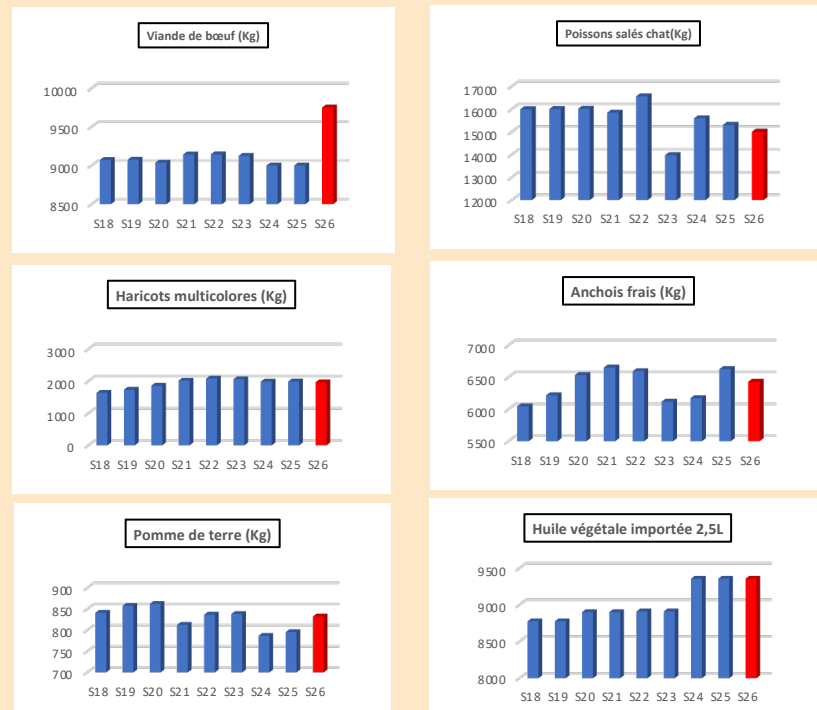 Viande de bœuf (Kg)
10000
9500
9000
8500
S18 S19 S20 S21 S22 S23 S24 S25 S26
Poissons salés chat(Kg)
17000
16000
15000
14000
13000
12000
S18 S19 S20 S21 S22 S23 S24 S25 S26
Haricots multicolores (Kg)
3000
2000
1000
0
S18 S19 S20 S21 S22 S23 S24 S25 S26
Anchois frais (Kg)
7000
6500
6000
5500
S18 S19 S20 S21 S22 S23 S24 S25 S26
Pomme de terre (Kg)
900
850
800
750
700
S18 S19 S20 S21 S22 S23 S24 S25 S26
Huile végétale importée 2,5L
9500
9000
8500
8000
S18 S19 S20 S21 S22 S23 S24 S25 S26